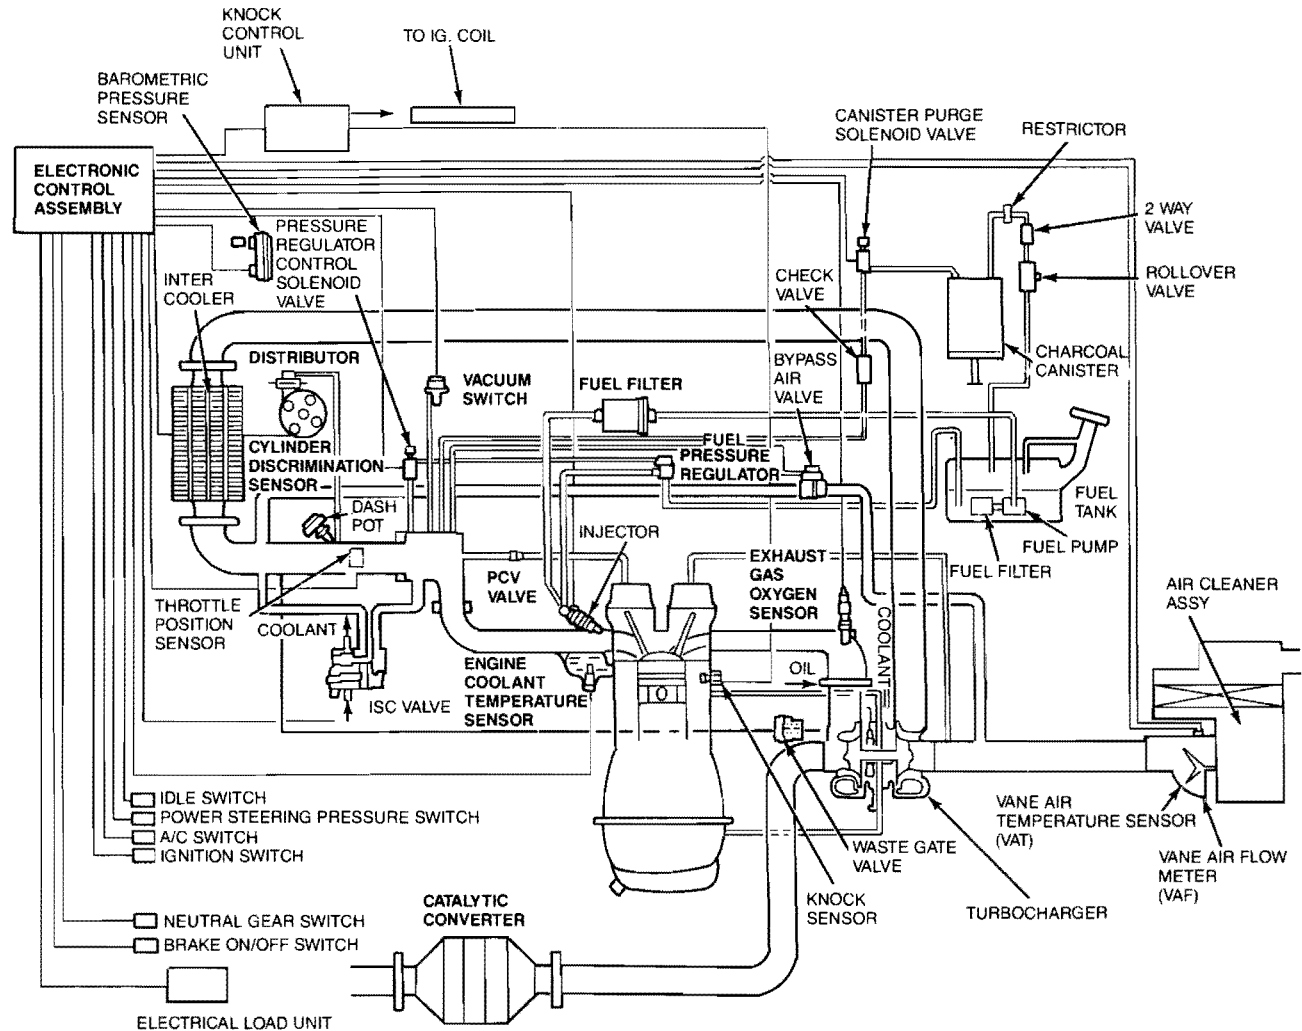 KNOCK
CONTROL
UNIT
TO IG. COIL
BAROMETRIC
PRESSURE
SENSOR
CANISTER PURGE
SOLENOID VALVE
RESTRICTOR
ELECTRONIC
CONTROL
ASSEMBLY
2 WAY
VALVE
PRESSURE
REGULATOR
CONTROL
SOLENOID
VALVE
INTER
COOLER
CHECK
VALVE
ROLLOVER
VALVE
DISTRIBUTOR
VACUUM
SWITCH
FUEL FILTER
BYPASS
AIR
VALVE
CHARCOAL
CANISTER
CYLINDER
DISCRIMINATION
SENSOR
FUEL
PRESSURE
REGULATOR
DASH
POT
INJECTOR
FUEL
TANK
FUEL PUMP
FUEL FILTER
PCV
VALVE
EXHAUST
GAS
OXYGEN
SENSOR
AIR CLEANER
ASSY
THROTTLE
POSITION
SENSOR
COOLANT
COOLANT
ENGINE
COOLANT
TEMPERATURE
SENSOR
OIL
ISC VALVE
IDLE SWITCH
POWER STEERING PRESSURE SWITCH
A/C SWITCH
IGNITION SWITCH
VANE AIR
TEMPERATURE SENSOR
(VAT)
WASTE GATE
VALVE
VANE AIR FLOW
METER
(VAF)
KNOCK
SENSOR
TURBOCHARGER
NEUTRAL GEAR SWITCH
BRAKE ON/OFF SWITCH
CATALYTIC
CONVERTER
ELECTRICAL LOAD UNIT